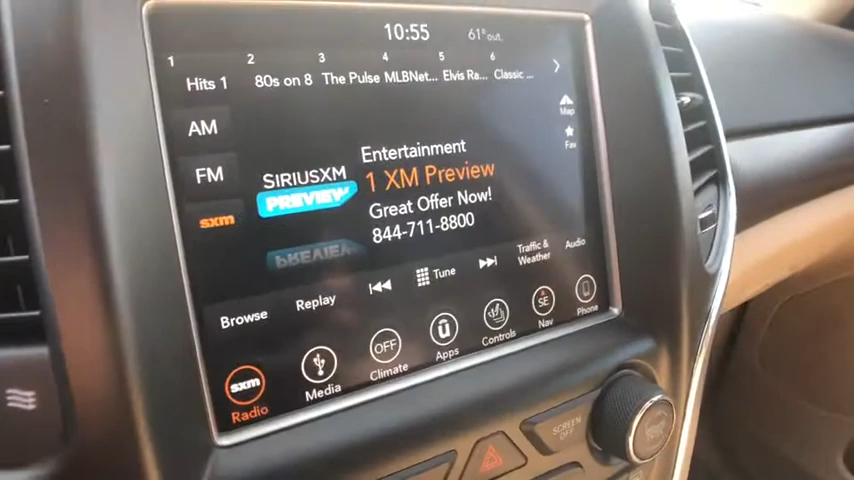 10:55 61° out.
1 2 3 4 5 6
Hits 1 80s on 8 The Pulse MLBNet... Elvis Ra... Classic ...
AM
Map
Fav
FM
sxm
SIRIUSXM
PREVIEW
Entertainment
1 XM Preview
Great Offer Now!
844-711-8800
Browse
Replay
Tune
Traffic &
Weather
Audio
sxm
Radio
Media
OFF
Climate
Apps
Controls
SE
Nav
Phone
SCREEN
OFF